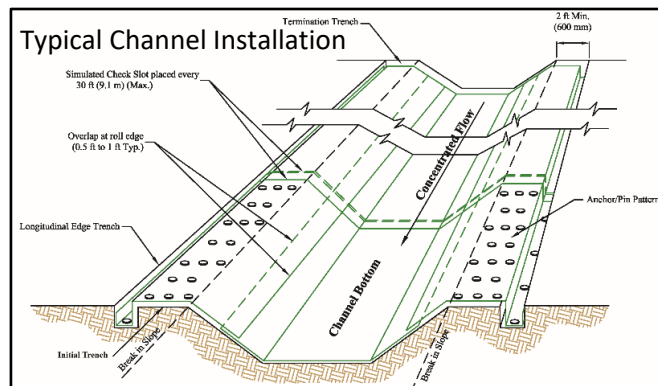 Typical Channel Installation
Termination Trench
2 ft Min.
(600 mm)
Simulated Check Slot placed every
30 ft (9.1 m) (Max.)
Overlap at roll edge
(0.5 ft to 1 ft Typ.)
Concentrated Flow
Longitudinal Edge Trench
Anchor/Pin Pattern
Channel Bottom
Initial Trench
Break in Slope
Break in Slope